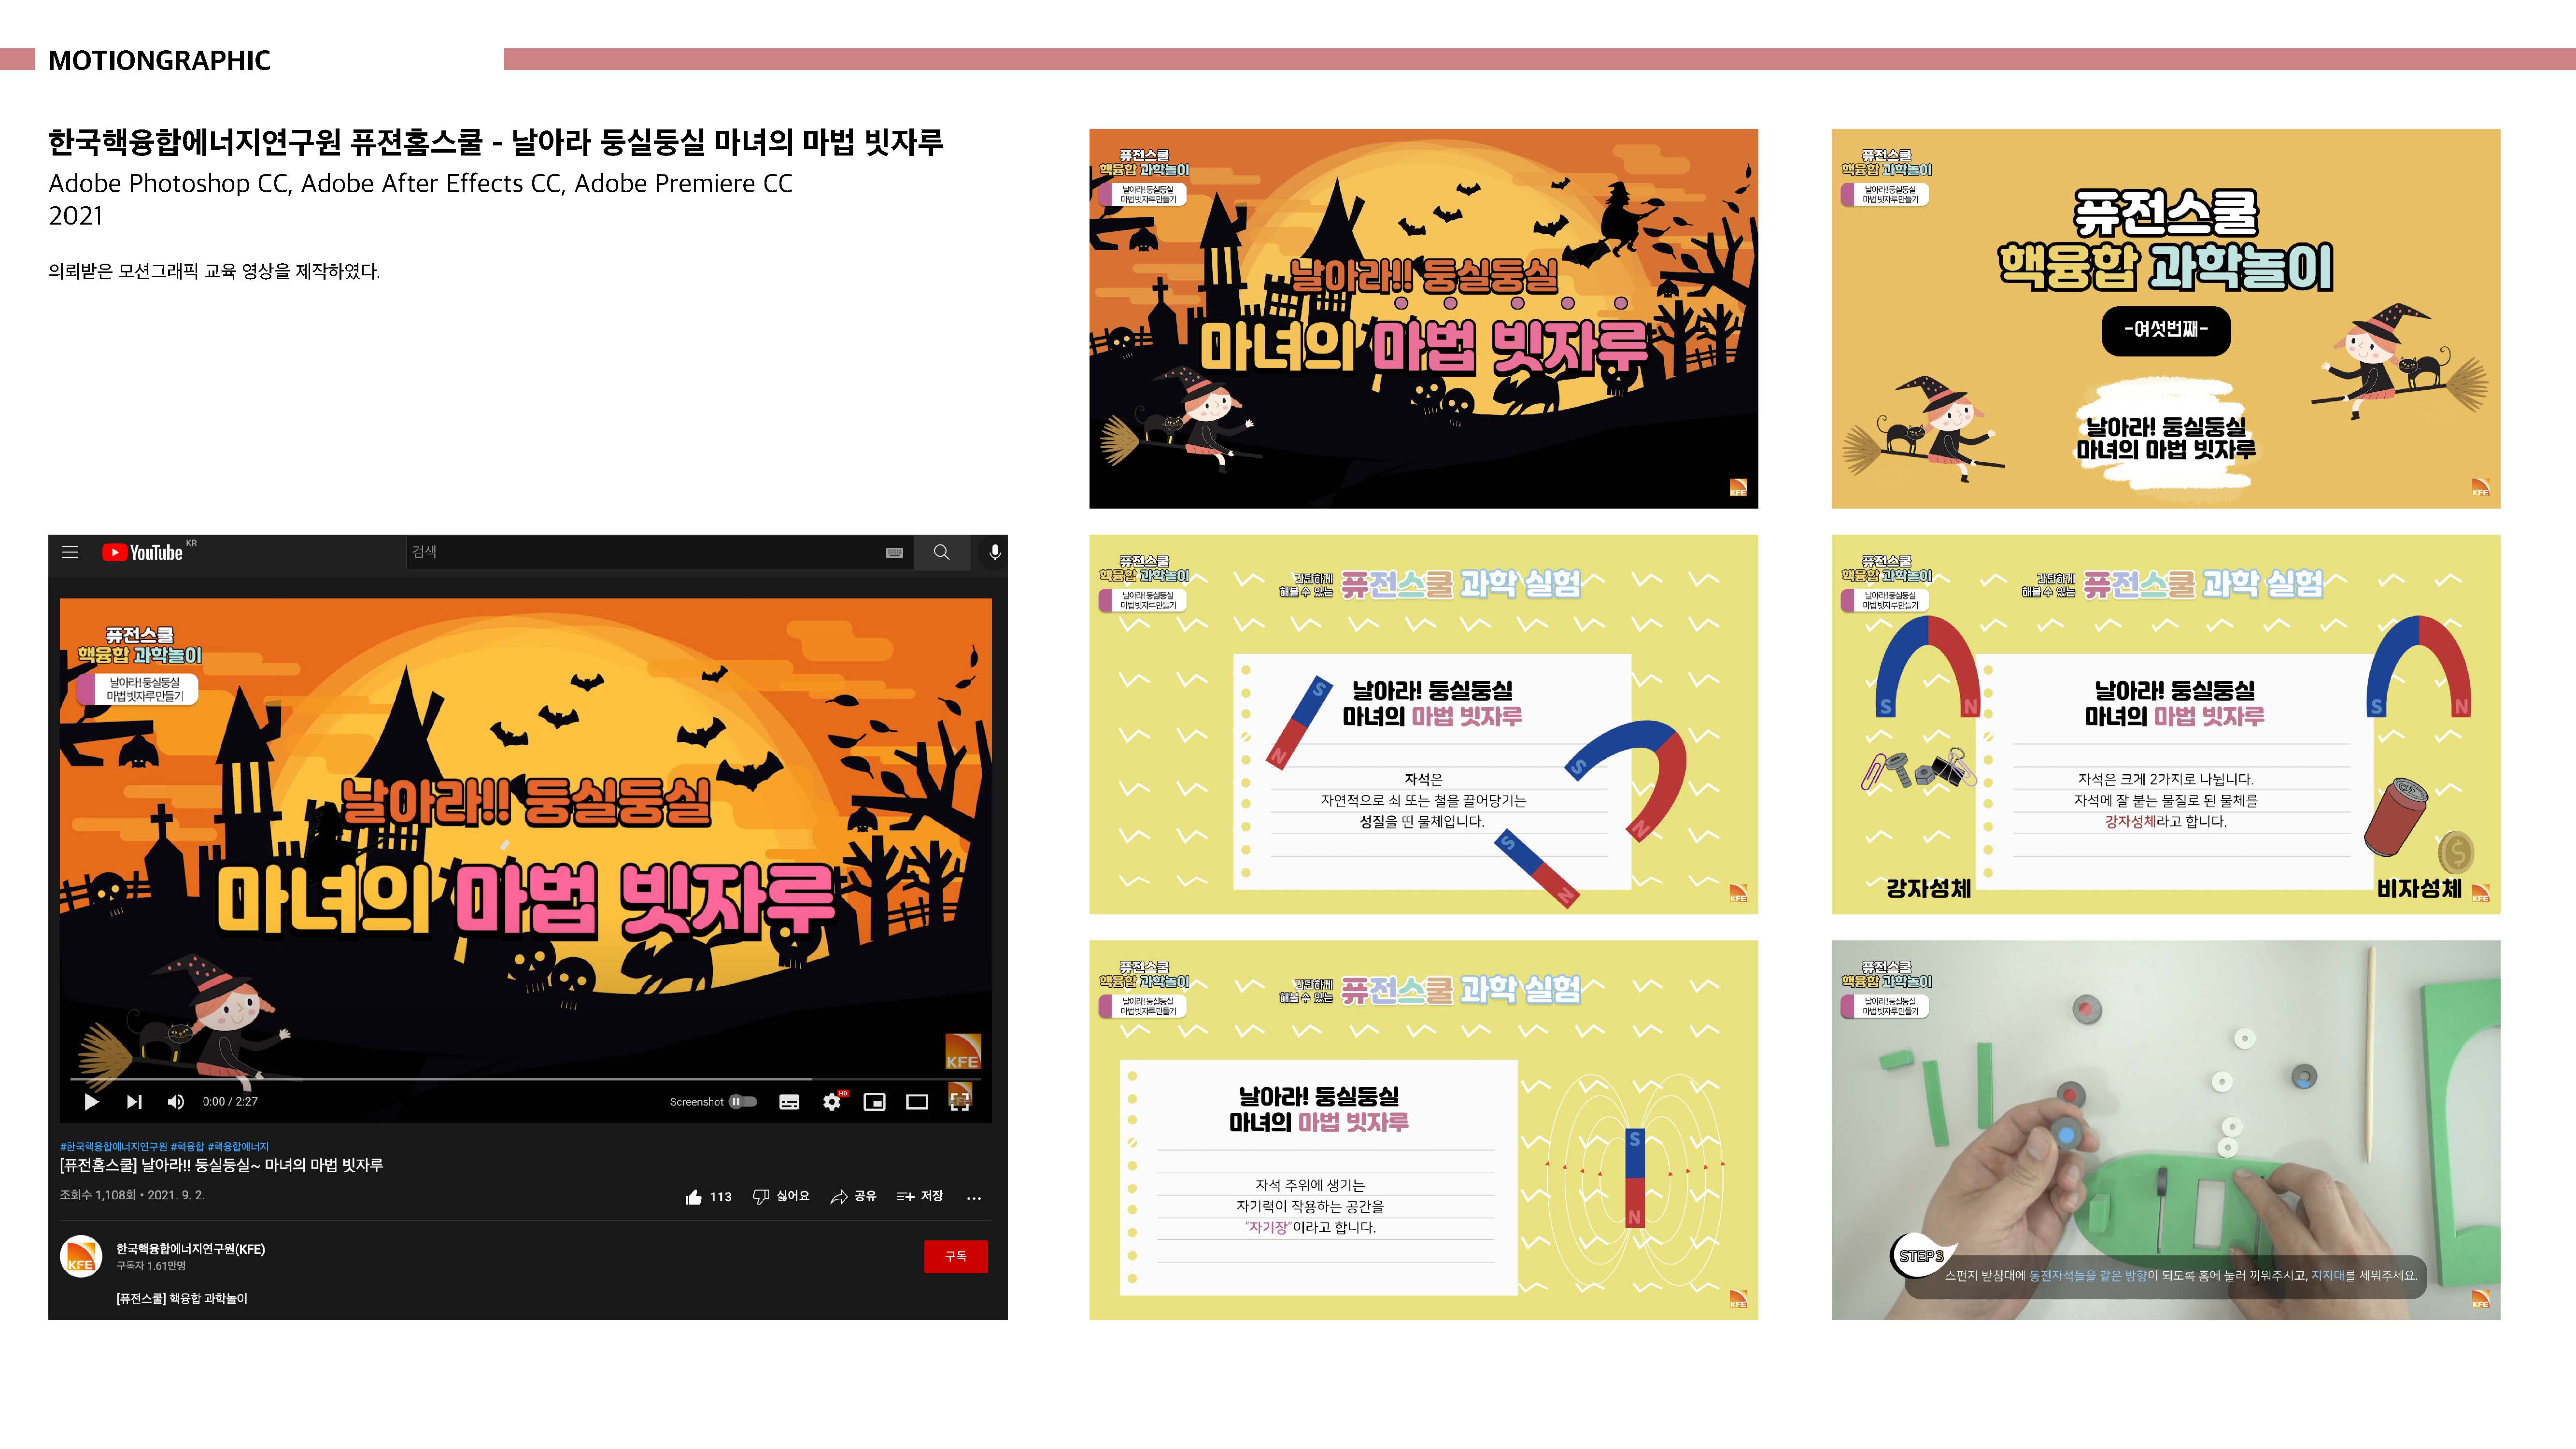 MOTIONGRAPHIC
한국핵융합에너지연구원 퓨젼홈스쿨 - 날아라 둥실둥실 마녀의 마법 빗자루
Adobe Photoshop CC, Adobe After Effects CC, Adobe Premiere CC
2021
의뢰받은 모션그래픽 교육 영상을 제작하였다.
YouTube KR
검색
퓨전스쿨
핵융합 과학놀이
날아라!둥실둥실
마법빗자루만들기
날아라!! 둥실둥실
마녀의 마법 빗자루
KFE
0:00 / 2:27
Screenshot
HD
#한국핵융합에너지연구원 #핵융합 #핵융합에너지
[퓨전홈스쿨] 날아라!! 둥실둥실~ 마녀의 마법 빗자루
조회수 1,108회 • 2021. 9. 2.
113
싫어요
공유
저장
KFE
한국핵융합에너지연구원(KFE)
구독자 1.61만명
구독
[퓨전스쿨] 핵융합 과학놀이
퓨전스쿨
핵융합 과학놀이
날아라!둥실둥실
마법빗자루만들기
날아라!! 둥실둥실
마녀의 마법 빗자루
KFE
퓨전스쿨
핵융합 과학놀이
날아라!둥실둥실
마법빗자루만들기
퓨전스쿨
핵융합 과학놀이
-여섯번째-
날아라! 둥실둥실
마녀의 마법 빗자루
KFE
퓨전스쿨
핵융합 과학놀이
날아라!둥실둥실
마법빗자루만들기
간단하게
해볼 수 있는
퓨전스쿨 과학 실험
날아라! 둥실둥실
마녀의 마법 빗자루
S
N
S
N
S
N
자석은
자연적으로 쇠 또는 철을 끌어당기는
성질을 띤 물체입니다.
KFE
퓨전스쿨
핵융합 과학놀이
날아라!둥실둥실
마법빗자루만들기
간단하게
해볼 수 있는
퓨전스쿨 과학 실험
S N
S N
날아라! 둥실둥실
마녀의 마법 빗자루
자석은 크게 2가지로 나뉩니다.
자석에 잘 붙는 물질로 된 물체를
강자성체라고 합니다.
강자성체
비자성체
KFE
퓨전스쿨
핵융합 과학놀이
날아라!둥실둥실
마법빗자루만들기
간단하게
해볼 수 있는
퓨전스쿨 과학 실험
날아라! 둥실둥실
마녀의 마법 빗자루
자석 주위에 생기는
자기력이 작용하는 공간을
"자기장"이라고 합니다.
S
N
KFE
퓨전스쿨
핵융합 과학놀이
날아라!둥실둥실
마법빗자루만들기
STEP 3
스펀지 받침대에 동전자석들을 같은 방향이 되도록 홈에 눌러 끼워주시고, 지지대를 세워주세요.
KFE